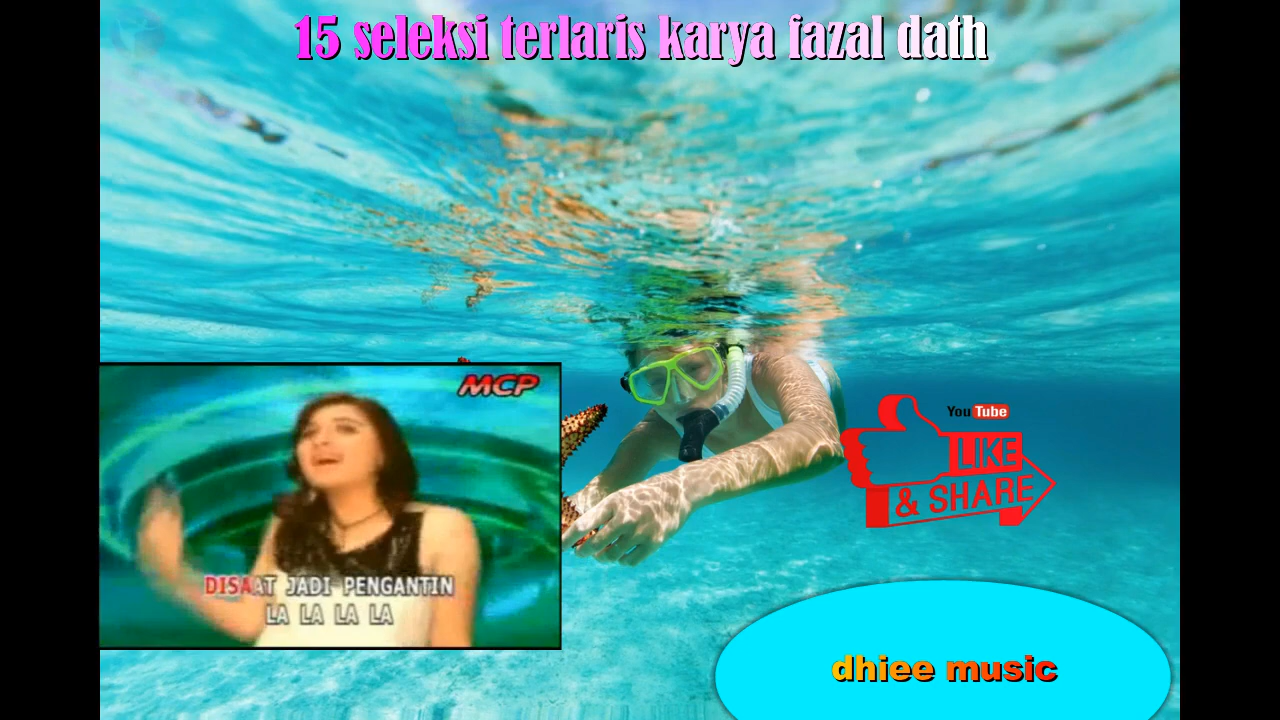 15 seleksi terlaris karya fazal dath
MCP
DISAAT JADI PENGANTIN
LA LA LA LA
YouTube
LIKE
& SHARE
dhiee music